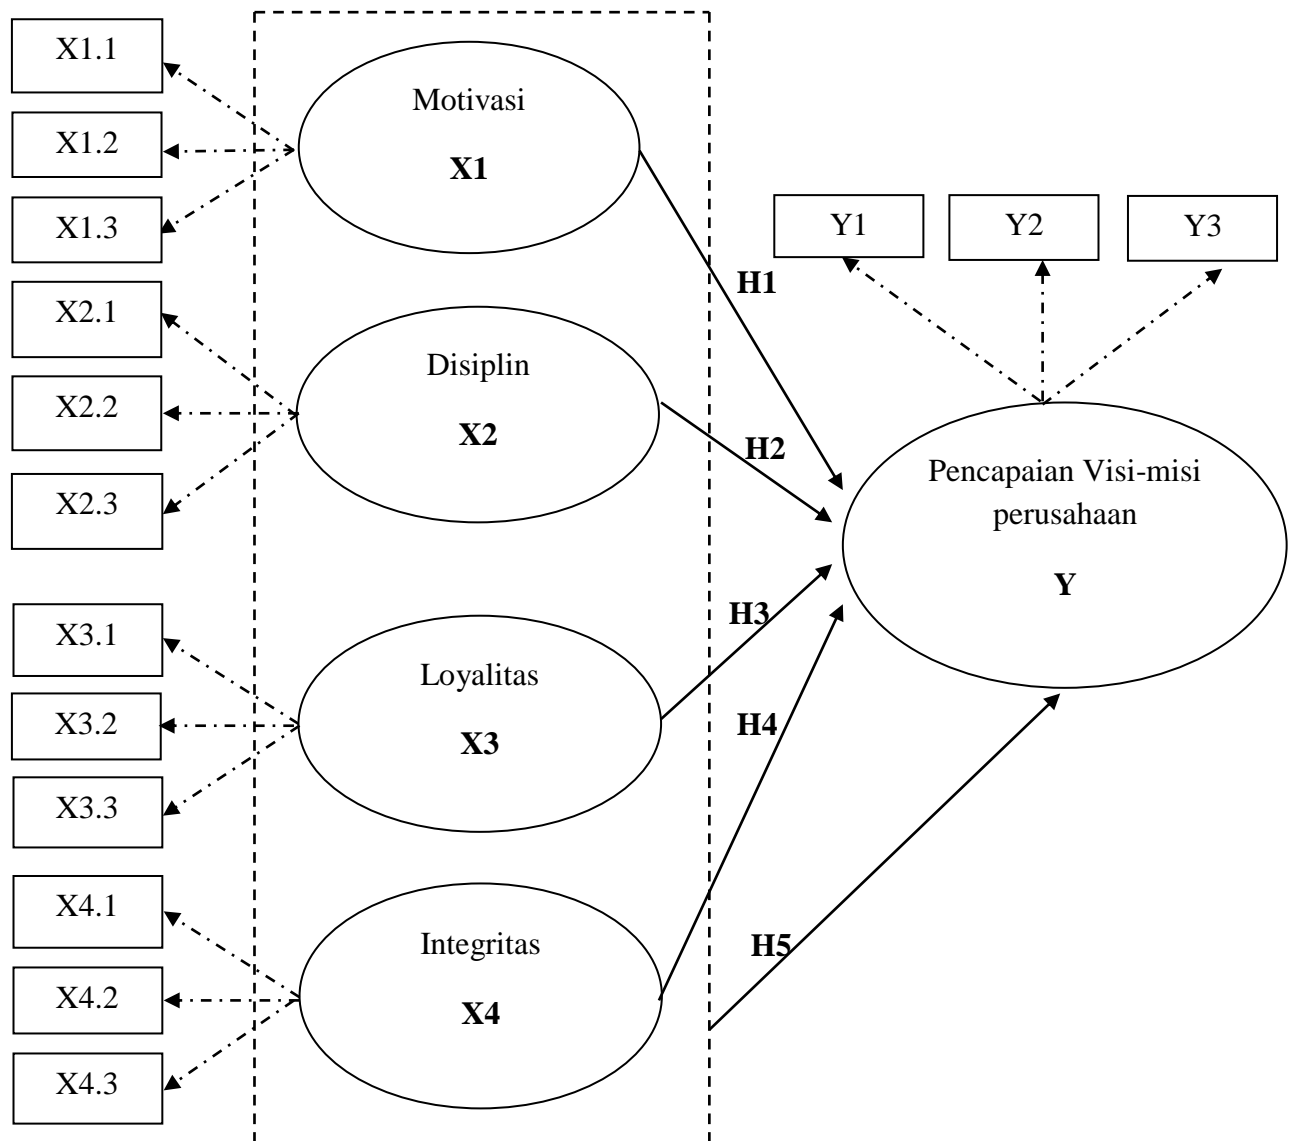 X1.1
X1.2
X1.3
X2.1
X2.2
X2.3
X3.1
X3.2
X3.3
X4.1
X4.2
X4.3
Motivasi
X1
Disiplin
X2
Loyalitas
X3
Integritas
X4
H1
H2
H3
H4
H5
Y1
Y2
Y3
Pencapaian Visi-misi
perusahaan
Y